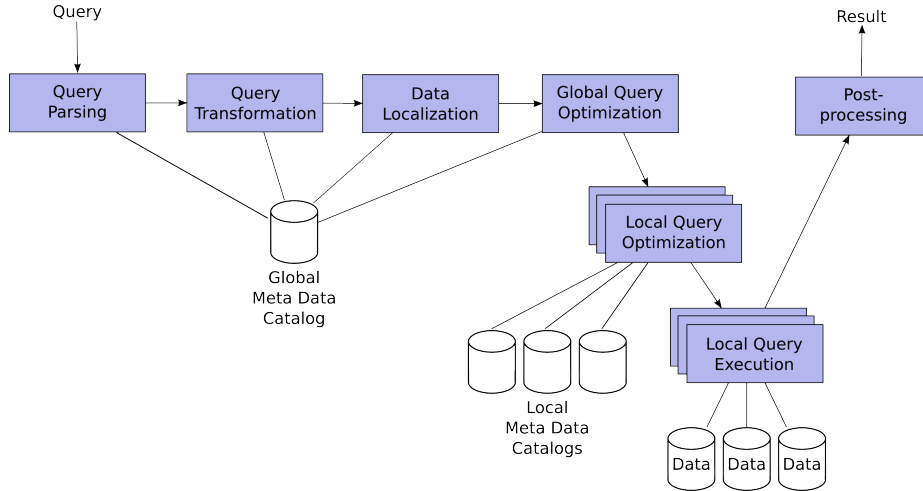 Query
Result
Query
Parsing
Query
Transformation
Data
Localization
Global Query
Optimization
Post-
processing
Local Query
Optimization
Global
Meta Data
Catalog
Local Query
Execution
Local
Meta Data
Catalogs
Data
Data
Data